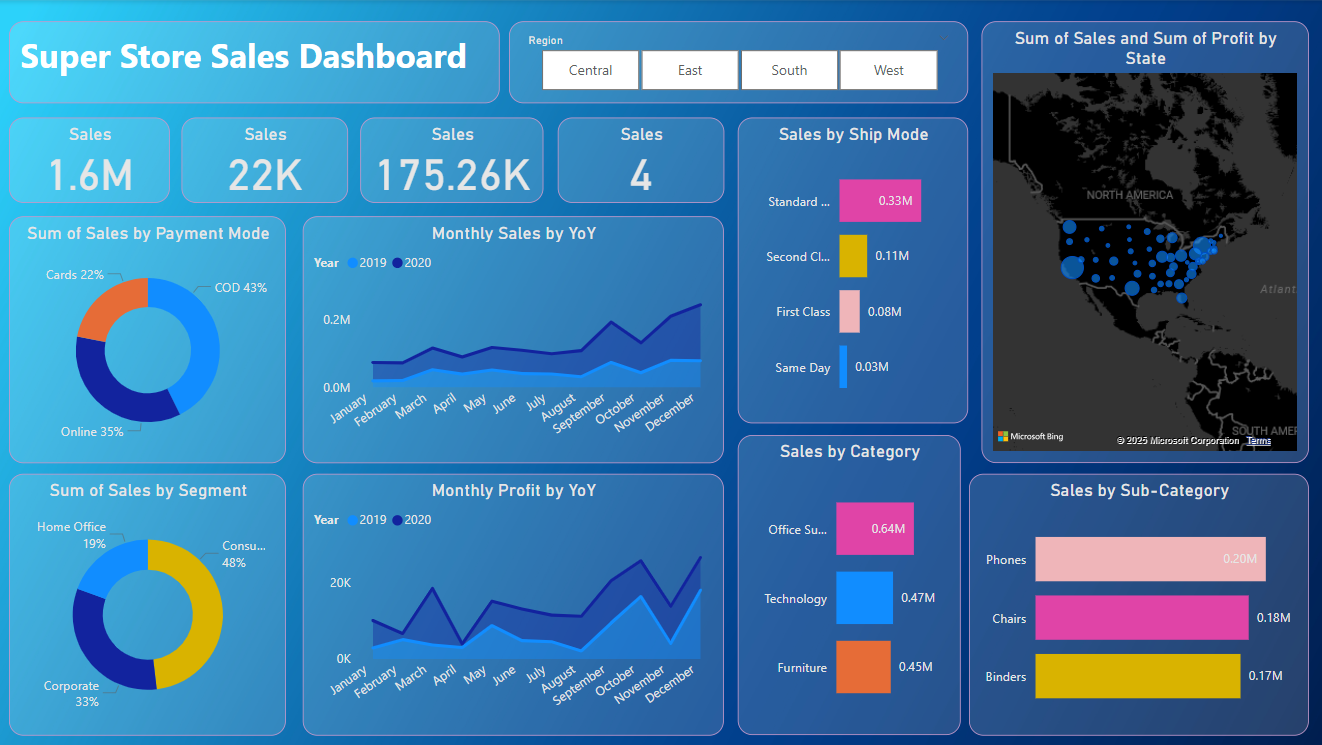 Super Store Sales Dashboard
Region
Central
East
South
West
Sum of Sales and Sum of Profit by
State
NORTH AMERICA
Atlant
SOUTH AMER
Microsoft Bing
© 2025 Microsoft Corporation Terms
Sales
1.6M
Sales
22K
Sales
175.26K
Sales
4
Sales by Ship Mode
Standard ...
0.33M
Second Cl...
0.11M
First Class
0.08M
Same Day
0.03M
Sum of Sales by Payment Mode
Cards 22%
COD 43%
Online 35%
Monthly Sales by YoY
Year 2019 2020
0.2M
0.0M
January
February
March
April
May
June
July
August
September
October
November
December
Sales by Category
Office Su...
0.64M
Technology
0.47M
Furniture
0.45M
Sum of Sales by Segment
Home Office
19%
Consu...
48%
Corporate
33%
Monthly Profit by YoY
Year 2019 2020
20K
0K
January
February
March
April
May
June
July
August
September
October
November
December
Sales by Sub-Category
Phones
0.20M
Chairs
0.18M
Binders
0.17M